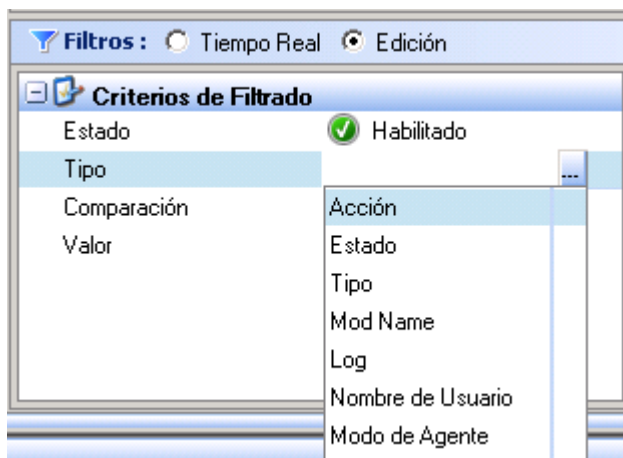 Filtros : Tiempo Real Edición
Criterios de Filtrado
Estado Habilitado
Tipo ...
Comparación Acción
Valor Estado
Tipo
Mod Name
Log
Nombre de Usuario
Modo de Agente